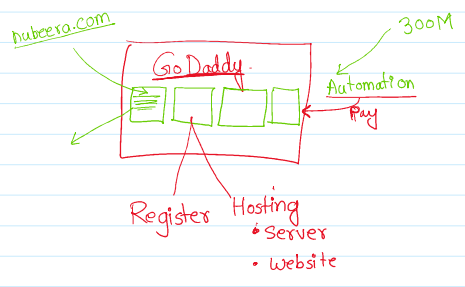 nubeera.com
300M
GoDaddy.
Automation
Pay
Register
Hosting
• Server
• Website